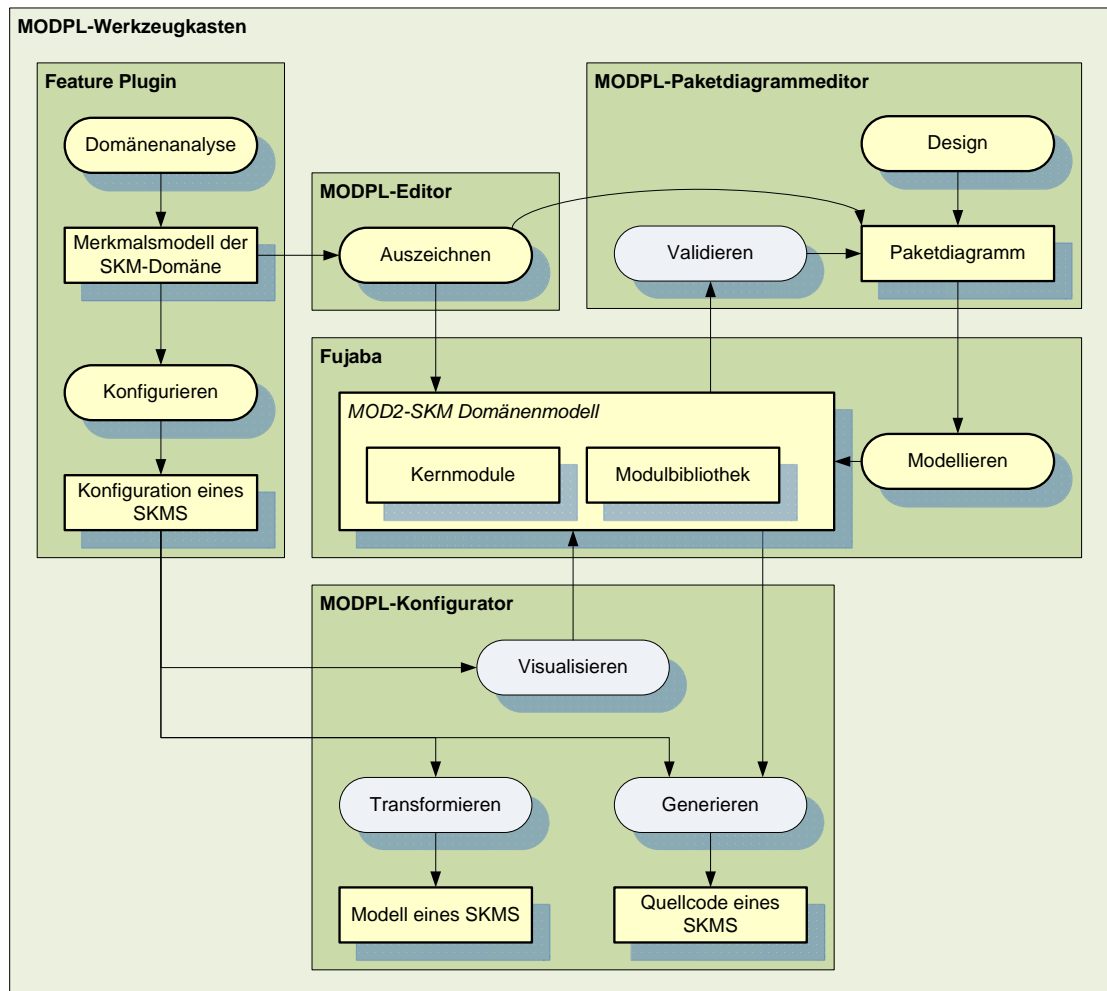 MODPL-Werkzeugkasten
Feature Plugin
Domänenanalyse
Merkmalsmodell der
SKM-Domäne
Konfigurieren
Konfiguration eines
SKMS
MODPL-Editor
Auszeichnen
MODPL-Paketdiagrammeditor
Design
Validieren
Paketdiagramm
Fujaba
MOD2-SKM Domänenmodell
Kernmodule
Modulbibliothek
Modellieren
MODPL-Konfigurator
Visualisieren
Transformieren
Generieren
Modell eines SKMS
Quellcode eines
SKMS